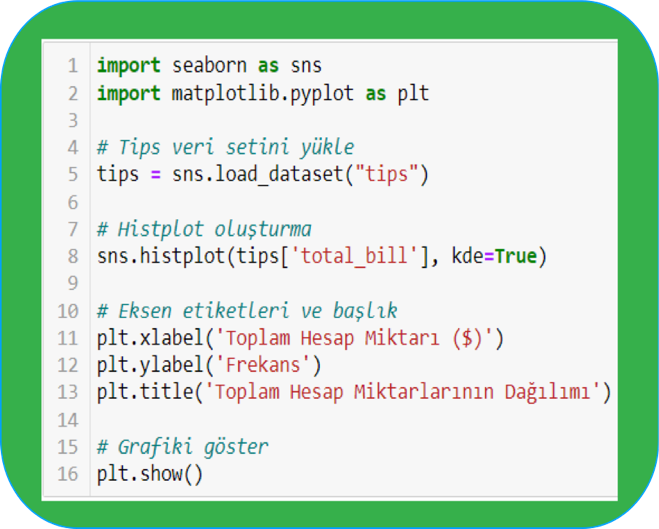 1 import seaborn as sns
2 import matplotlib.pyplot as plt
3
4 # Tips veri setini yükle
5 tips = sns.load_dataset("tips")
6
7 # Histplot oluşturma
8 sns.histplot(tips['total_bill'], kde=True)
9
10 # Eksen etiketleri ve başlık
11 plt.xlabel('Toplam Hesap Miktarı ($)')
12 plt.ylabel('Frekans')
13 plt.title('Toplam Hesap Miktarlarının Dağılımı')
14
15 # Grafiki göster
16 plt.show()